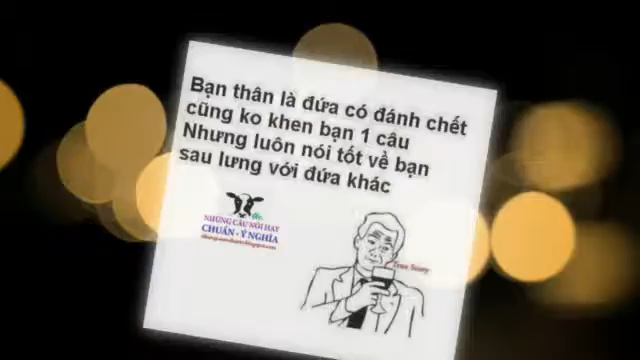 Bạn thân là đứa có đánh chết
cũng ko khen bạn 1 câu
Nhưng luôn nói tốt về bạn
sau lưng với đứa khác
NHỮNG CÂU NÓI HAY
CHUẨN - Ý NGHĨA
True Story